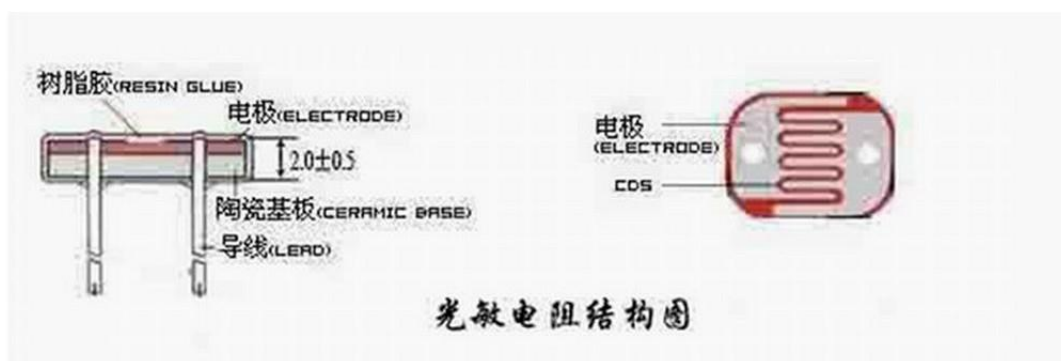 树脂胶(RESIN GLUE)
电极(ELECTRODE)
2.0±0.5
陶瓷基板(CERAMIC BASE)
导线(LEAD)
电极
(ELECTRODE)
CDS
光敏电阻结构图